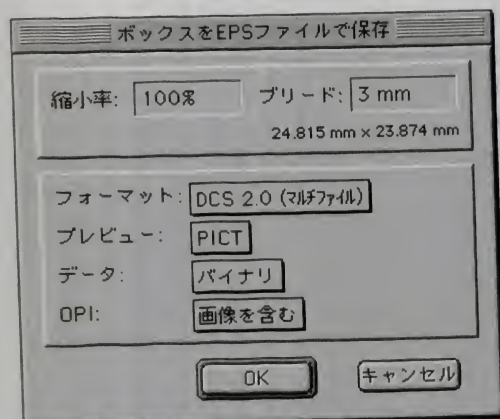 ボックスをEPSファイルで保存
縮小率: 100% ブリード: 3 mm
24.815 mm × 23.874 mm
フォーマット: DCS 2.0 (マルチファイル)
プレビュー: PICT
データ: バイナリ
OPI: 画像を含む
OK キャンセル